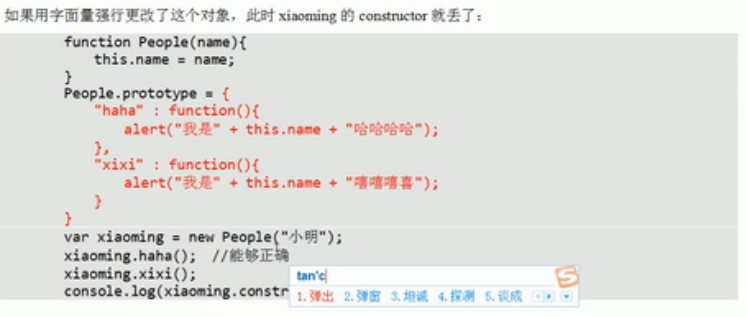 如果用字面量强行更改了这个对象，此时 xiaoming 的 constructor 就丢了：
function People(name){
this.name = name;
}
People.prototype = {
"haha" : function(){
alert("我是" + this.name + "哈哈哈哈");
},
"xixi" : function(){
alert("我是" + this.name + "嘻嘻嘻喜");
}
}
var xiaoming = new People("小明");
xiaoming.haha(); //能够正确
xiaoming.xixi();
console.log(xiaoming.constr
tan'c
1.弹出 2.弹窗 3.坦诚 4.探测 5.谈成